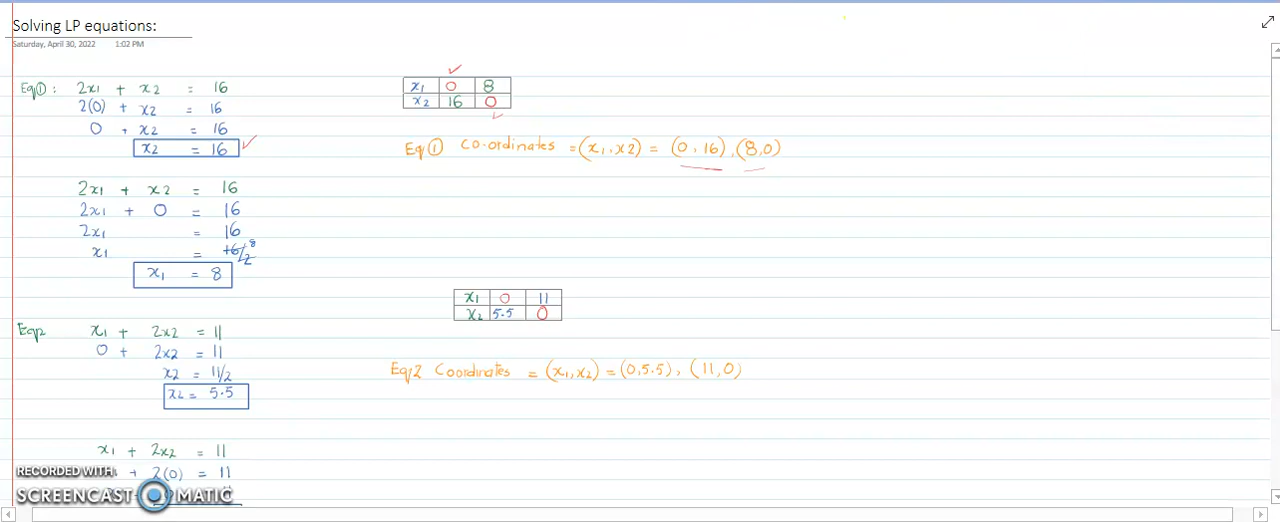 Solving LP equations:
Saturday, April 30, 2022 1:02 PM
Eq①: 2x1 + x2 = 16
2(0) + x2 = 16
0 + x2 = 16
x2 = 16
x1 0 8
x2 16 0
Eq① Co-ordinates = (x1, x2) = (0, 16), (8,0)
2x1 + x2 = 16
2x1 + 0 = 16
2x1 = 16
x1 = 16/2 8
x1 = 8
x1 0 11
x2 5.5 0
Eq2 x1 + 2x2 = 11
0 + 2x2 = 11
x2 = 11/2
x2 = 5.5
Eq2 Coordinates = (x1, x2) = (0, 5.5), (11, 0)
x1 + 2x2 = 11
+ 2(0) = 11
RECORDED WITH
SCREENCAST MATIC